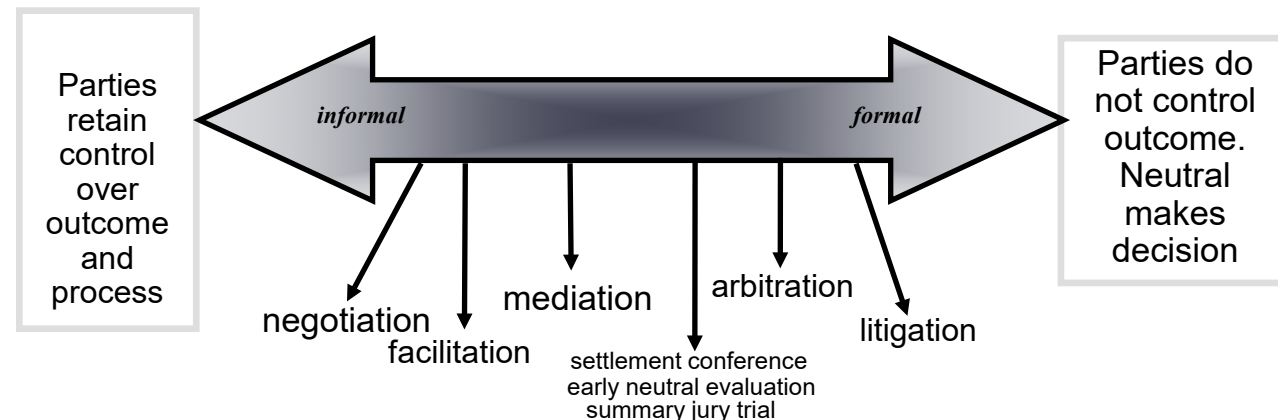 Parties
retain
control
over
outcome
and
process
informal
formal
Parties do
not control
outcome.
Neutral
makes
decision
negotiation
facilitation
mediation
settlement conference
early neutral evaluation
summary jury trial
arbitration
litigation